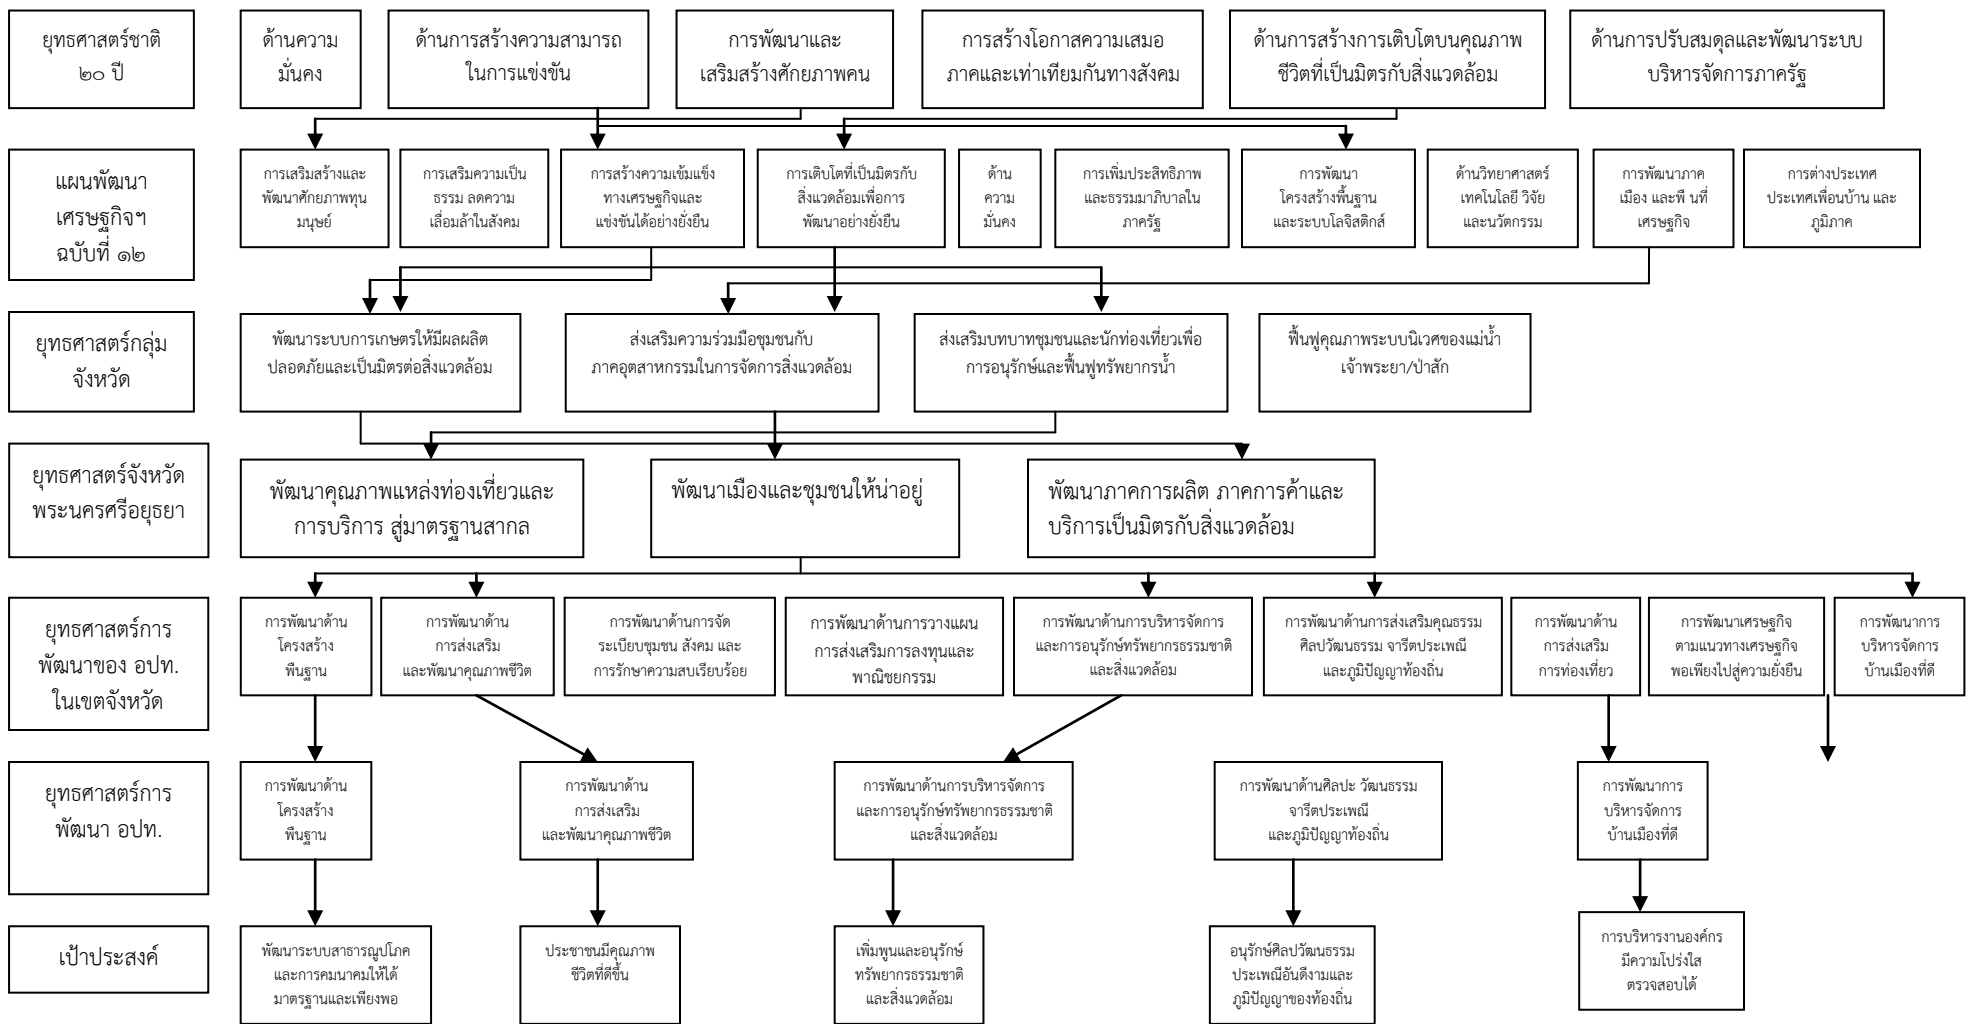 ยุทธศาสตร์ชาติ
๒๐ ปี
ด้านความ
มั่นคง
ด้านการสร้างความสามารถ
ในการแข่งขัน
การพัฒนาและ
เสริมสร้างศักยภาพคน
การสร้างโอกาสความเสมอ
ภาคและเท่าเทียมกันทางสังคม
ด้านการสร้างการเติบโตบนคุณภาพ
ชีวิตที่เป็นมิตรกับสิ่งแวดล้อม
ด้านการปรับสมดุลและพัฒนาระบบ
บริหารจัดการภาครัฐ
แผนพัฒนา
เศรษฐกิจฯ
ฉบับที่ ๑๒
การเสริมสร้างและ
พัฒนาศักยภาพทุน
มนุษย์
การเสริมความเป็น
ธรรม ลดความ
เลื่อมล้าในสังคม
การสร้างความเข้มแข็ง
ทางเศรษฐกิจและ
แข่งขันได้อย่างยั่งยืน
การเติบโตที่เป็นมิตรกับ
สิ่งแวดล้อมเพื่อการ
พัฒนาอย่างยั่งยืน
ด้าน
ความ
มั่นคง
การเพิ่มประสิทธิภาพ
และธรรมมาภิบาลใน
ภาครัฐ
การพัฒนา
โครงสร้างพื้นฐาน
และระบบโลจิสติกส์
ด้านวิทยาศาสตร์
เทคโนโลยี วิจัย
และนวัตกรรม
การพัฒนาภาค
เมือง และพื นที่
เศรษฐกิจ
การต่างประเทศ
ประเทศเพื่อนบ้าน และ
ภูมิภาค
ยุทธศาสตร์กลุ่ม
จังหวัด
พัฒนาระบบการเกษตรให้มีผลผลิต
ปลอดภัยและเป็นมิตรต่อสิ่งแวดล้อม
ส่งเสริมความร่วมมือชุมชนกับ
ภาคอุตสาหกรรมในการจัดการสิ่งแวดล้อม
ส่งเสริมบทบาทชุมชนและนักท่องเที่ยวเพื่อ
การอนุรักษ์และฟื้นฟูทรัพยากรน้ำ
ฟื้นฟูคุณภาพระบบนิเวศของแม่น้ำ
เจ้าพระยา/ป่าสัก
ยุทธศาสตร์จังหวัด
พระนครศรีอยุธยา
พัฒนาคุณภาพแหล่งท่องเที่ยวและ
การบริการ สู่มาตรฐานสากล
พัฒนาเมืองและชุมชนให้น่าอยู่
พัฒนาภาคการผลิต ภาคการค้าและ
บริการเป็นมิตรกับสิ่งแวดล้อม
ยุทธศาสตร์การ
พัฒนาของ อปท.
ในเขตจังหวัด
การพัฒนาด้าน
โครงสร้าง
พืนฐาน
การพัฒนาด้าน
การส่งเสริม
และพัฒนาคุณภาพชีวิต
การพัฒนาด้านการจัด
ระเบียบชุมชน สังคม และ
การรักษาความสบเรียบร้อย
การพัฒนาด้านการวางแผน
การส่งเสริมการลงทุนและ
พาณิชยกรรม
การพัฒนาด้านการบริหารจัดการ
และการอนุรักษ์ทรัพยากรธรรมชาติ
และสิ่งแวดล้อม
การพัฒนาด้านการส่งเสริมคุณธรรม
ศิลปวัฒนธรรม จารีตประเพณี
และภูมิปัญญาท้องถิ่น
การพัฒนาด้าน
การส่งเสริม
การท่องเที่ยว
การพัฒนาเศรษฐกิจ
ตามแนวทางเศรษฐกิจ
พอเพียงไปสู่ความยั่งยืน
การพัฒนาการ
บริหารจัดการ
บ้านเมืองที่ดี
ยุทธศาสตร์การ
พัฒนา อปท.
การพัฒนาด้าน
โครงสร้าง
พืนฐาน
การพัฒนาด้าน
การส่งเสริม
และพัฒนาคุณภาพชีวิต
การพัฒนาด้านการบริหารจัดการ
และการอนุรักษ์ทรัพยากรธรรมชาติ
และสิ่งแวดล้อม
การพัฒนาด้านศิลปะ วัฒนธรรม
จารีตประเพณี
และภูมิปัญญาท้องถิ่น
การพัฒนาการ
บริหารจัดการ
บ้านเมืองที่ดี
เป้าประสงค์
พัฒนาระบบสาธารณูปโภค
และการคมนาคมให้ได้
มาตรฐานและเพียงพอ
ประชาชนมีคุณภาพ
ชีวิตที่ดีขึ้น
เพิ่มพูนและอนุรักษ์
ทรัพยากรธรรมชาติ
และสิ่งแวดล้อม
อนุรักษ์ศิลปวัฒนธรรม
ประเพณีอันดีงามและ
ภูมิปัญญาของท้องถิ่น
การบริหารงานองค์กร
มีความโปร่งใส
ตรวจสอบได้